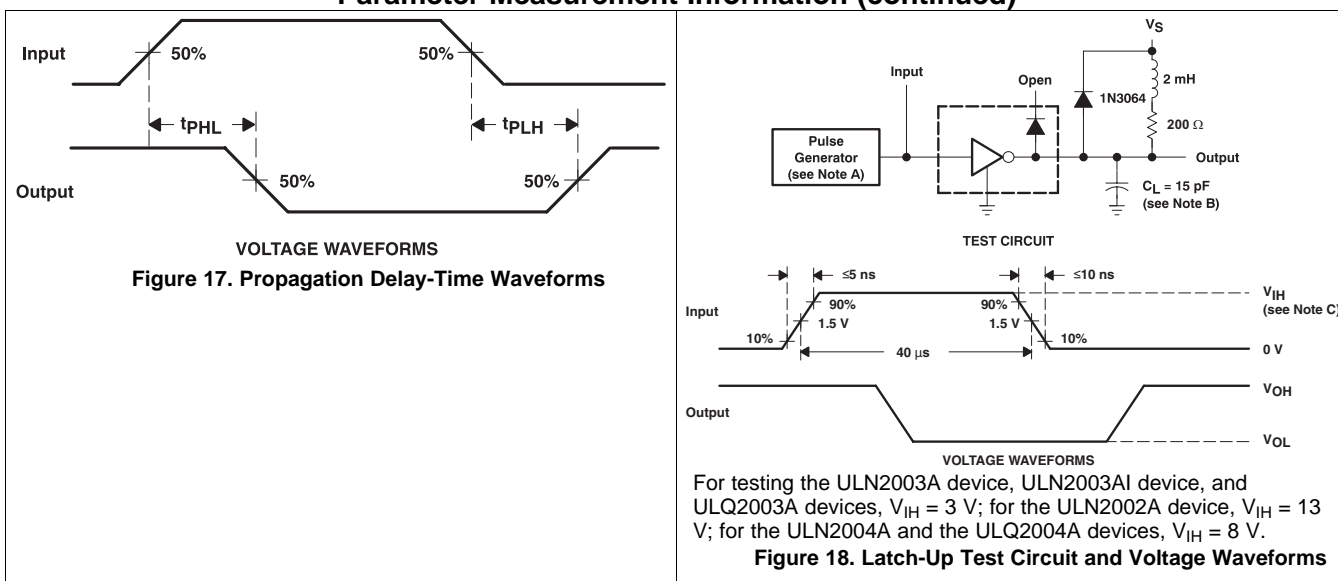 Parameter Measurement Information (continued)
Input
50%
50%
tPHL
tPLH
Output
50%
50%
VOLTAGE WAVEFORMS
Figure 17. Propagation Delay-Time Waveforms
VS
2 mH
Input
Open
1N3064
200 Ω
Pulse
Generator
(see Note A)
Output
CL = 15 pF
(see Note B)
TEST CIRCUIT
≤5 ns
≤10 ns
VIH
(see Note C)
90%
90%
Input
1.5 V
1.5 V
10%
10%
40 µs
0 V
VOH
Output
VOL
VOLTAGE WAVEFORMS
For testing the ULN2003A device, ULN2003AI device, and
ULQ2003A devices, VIH = 3 V; for the ULN2002A device, VIH = 13
V; for the ULN2004A and the ULQ2004A devices, VIH = 8 V.
Figure 18. Latch-Up Test Circuit and Voltage Waveforms